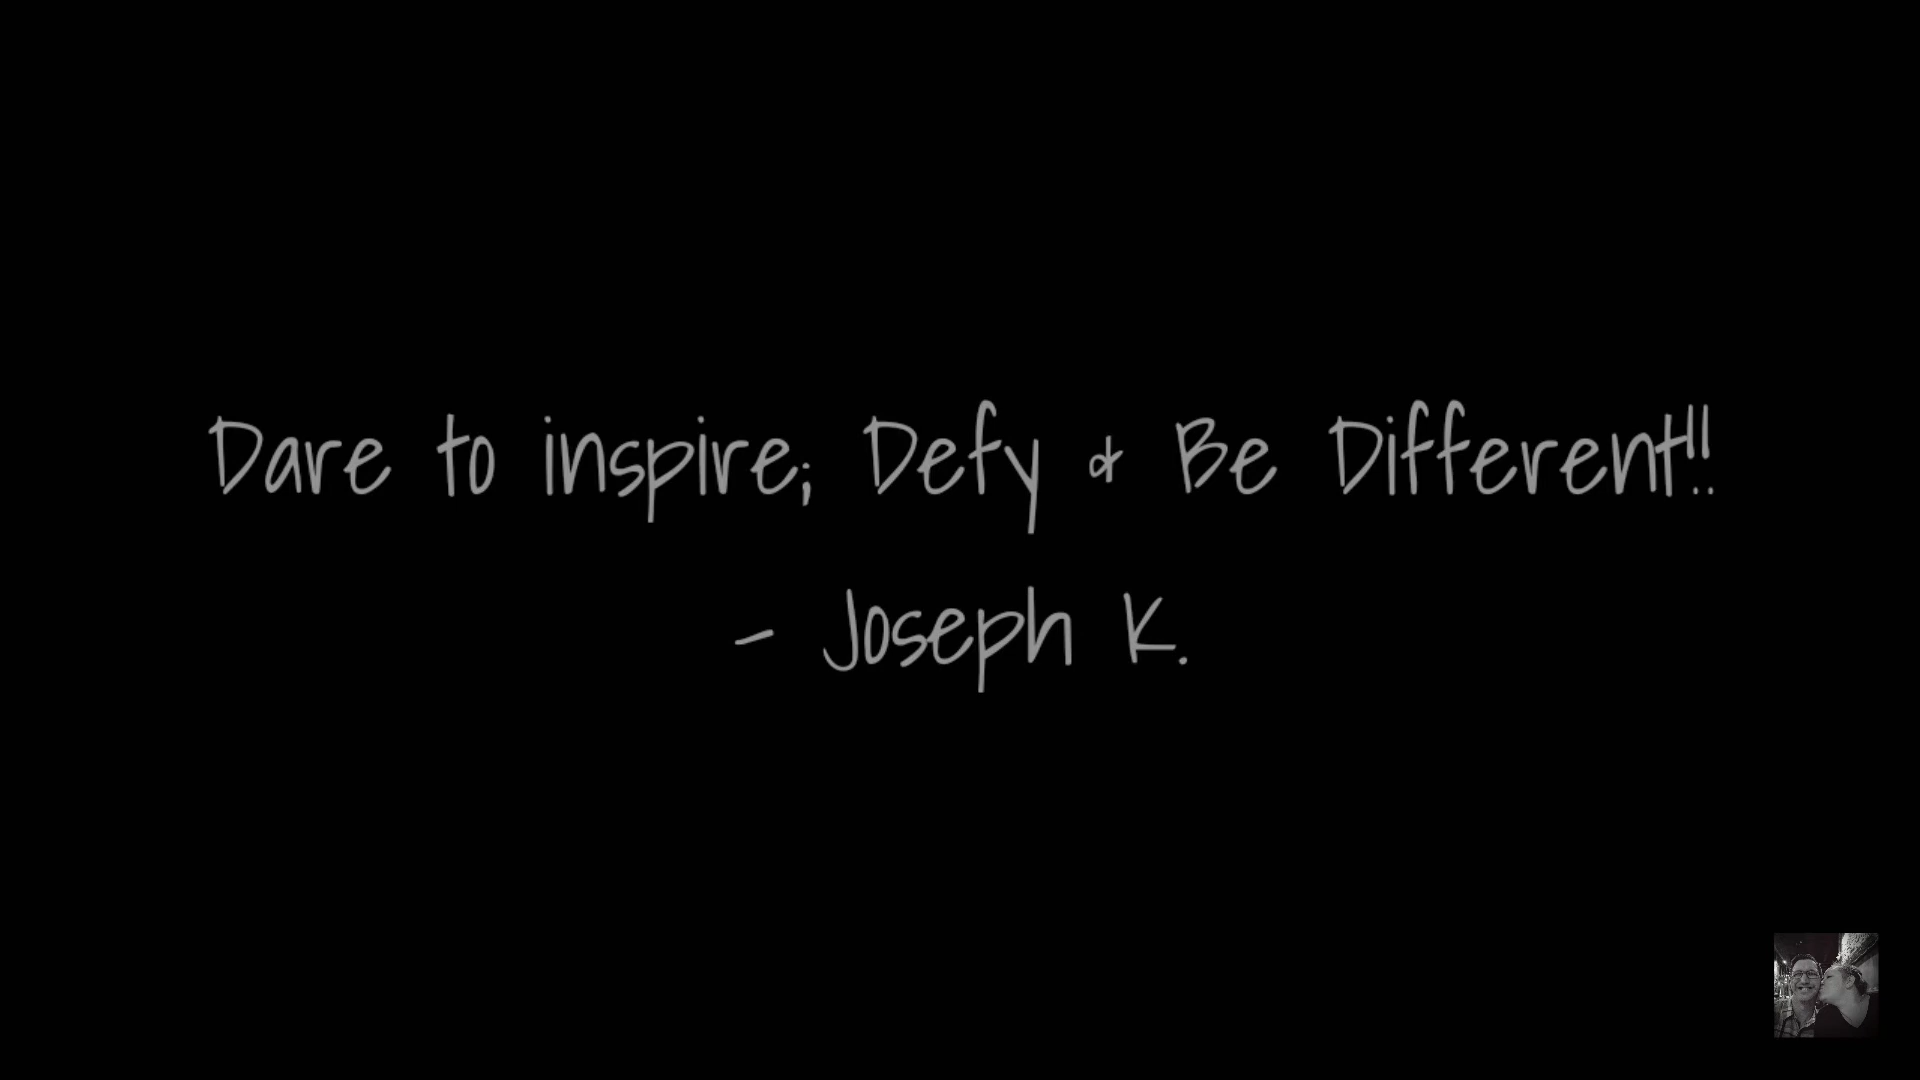 Dare to inspire; Defy & Be Different!!
- Joseph K.